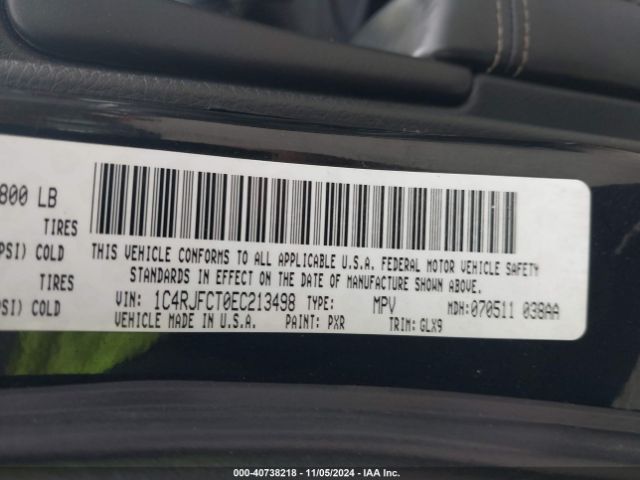 800 LB
TIRES
PSI) COLD
TIRES
SI) COLD
THIS VEHICLE CONFORMS TO ALL APPLICABLE U.S.A. FEDERAL MOTOR VEHICLE SAFETY
STANDARDS IN EFFECT ON THE DATE OF MANUFACTURE SHOWN ABOVE.
VIN: 1C4RJFCT0EC213498 TYPE: MPV MDH:070511 038AA
VEHICLE MADE IN U.S.A. PAINT: PXR TRIM: GLX9
000-40738218 - 11/05/2024 - IAA Inc.